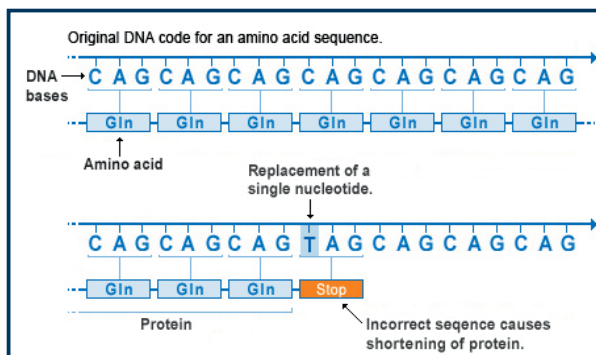 Original DNA code for an amino acid sequence.
DNA bases
C A G C A G C A G C A G C A G C A G C A G
Gln Gln Gln Gln Gln Gln Gln
Amino acid
Replacement of a
single nucleotide.
C A G C A G C A G T A G C A G C A G C A G
Gln Gln Gln Stop
Protein
Incorrect seqence causes
shortening of protein.